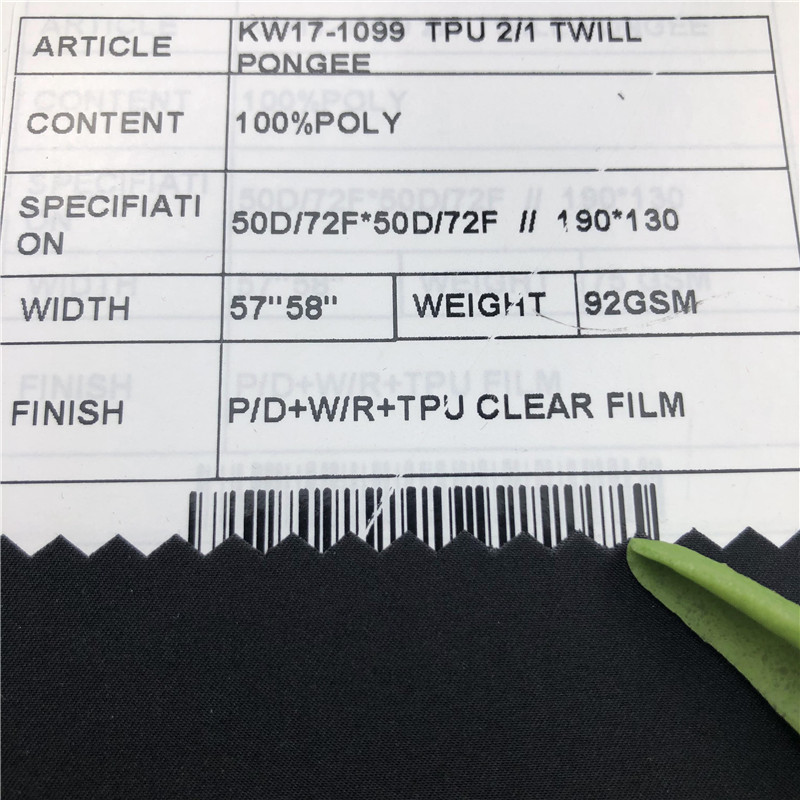 ARTICLE KW17-1099 TPU 2/1 TWILL
PONGEE
CONTENT 100%POLY
SPECIFIATI
ON 50D/72F*50D/72F // 190*130
WIDTH 57"58" WEIGHT 92GSM
FINISH P/D+W/R+TPU CLEAR FILM